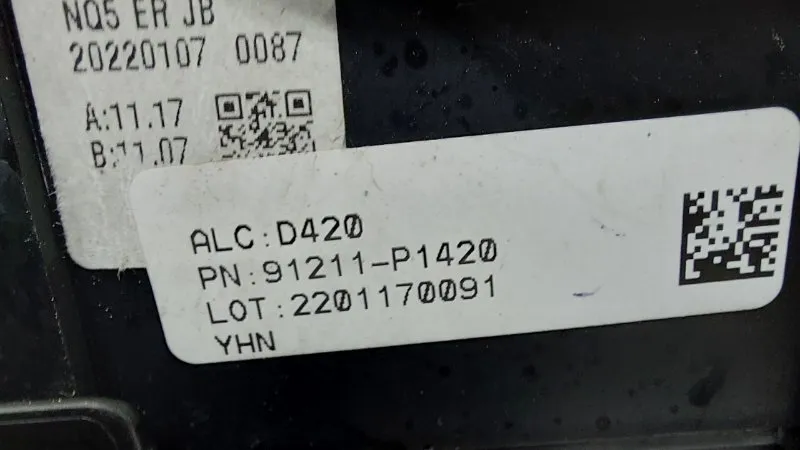 NQ5 ER JB
20220107 0087
A:11.17
B:11.07
ALC:D420
PN:91211-P1420
LOT:2201170091
YHN